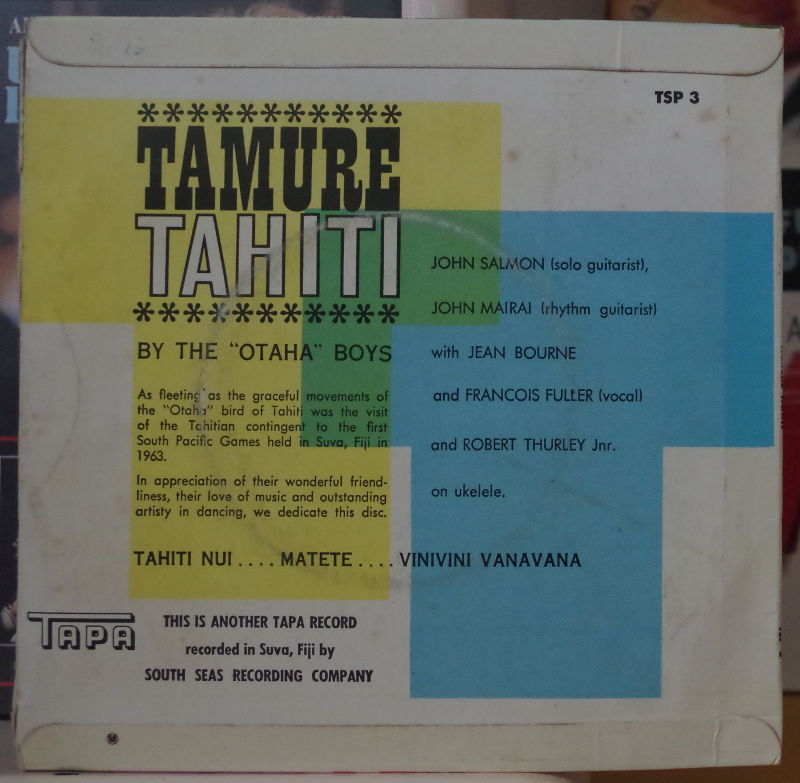 TSP 3
**********
TAMURE
TAHITI
**********
BY THE "OTAHA" BOYS
As fleeting as the graceful movements of
the "Otaha" bird of Tahiti was the visit
of the Tahitian contingent to the first
South Pacific Games held in Suva, Fiji in
1963.
In appreciation of their wonderful friend-
liness, their love of music and outstanding
artisty in dancing, we dedicate this disc.
JOHN SALMON (solo guitarist),
JOHN MAIRAI (rhythm guitarist)
with JEAN BOURNE
and FRANCOIS FULLER (vocal)
and ROBERT THURLEY Jnr.
on ukelele.
TAHITI NUI .... MATETE .... VINIVINI VANAVANA
TAPA
THIS IS ANOTHER TAPA RECORD
recorded in Suva, Fiji by
SOUTH SEAS RECORDING COMPANY